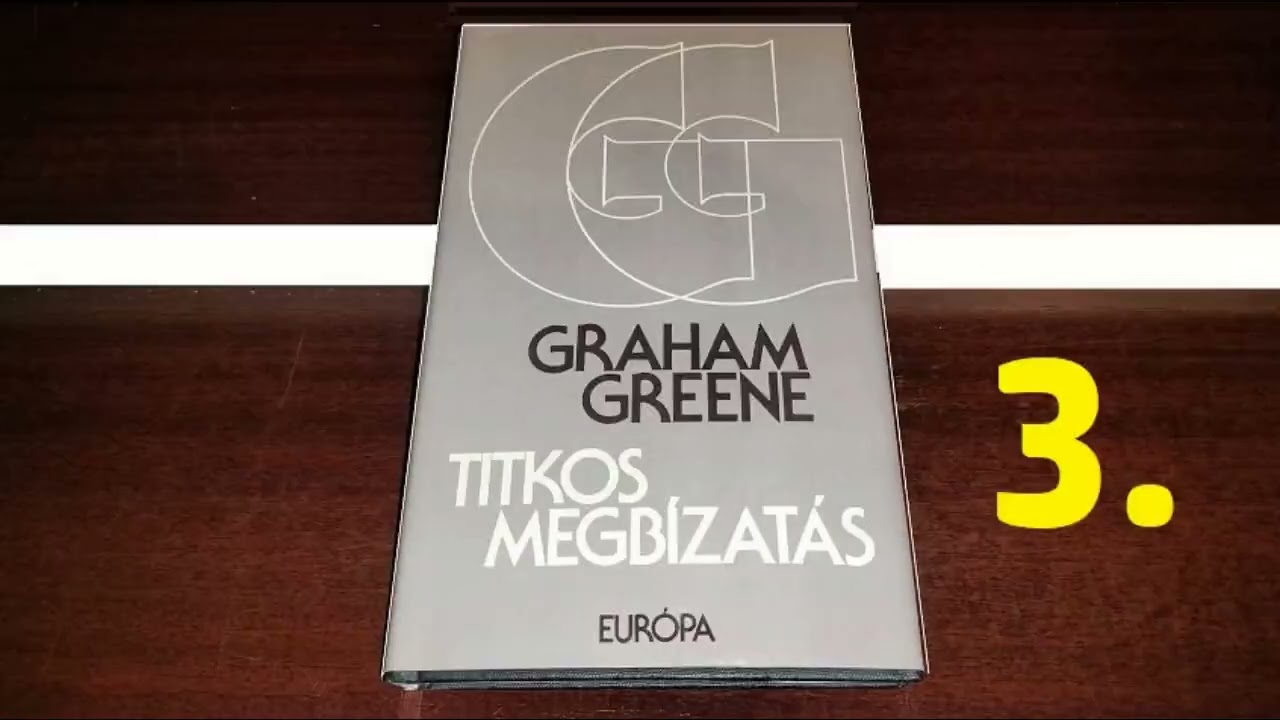 GG
GRAHAM
GREENE
TITKOS
MEGBÍZATÁS
EURÓPA
3.